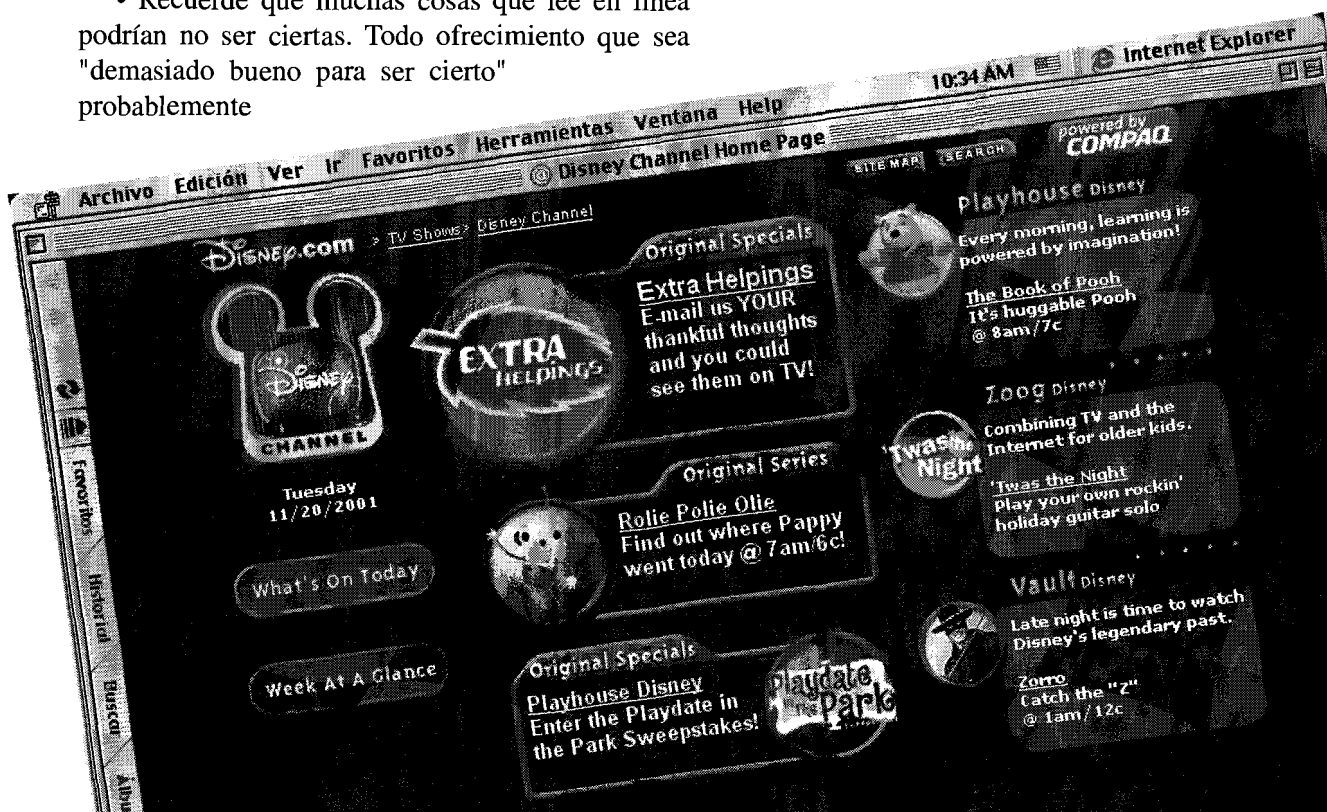 • Recuerde que muchas cosas que lee en línea
podrían no ser ciertas. Todo ofrecimiento que sea
"demasiado bueno para ser cierto"
probablemente
Archivo Edición Ver Ir Favoritos Herramientas Ventana Help
10:34 AM Internet Explorer
Disney Channel Home Page
Disney.com > TV Shows> Disney Channel
SITE MAP SEARCH
powered by
COMPAQ
Favoritos
Historial
Buscar
Disney
CHANNEL
Tuesday
11/20/2001
What's On Today
Week At A Glance
EXTRA
HELPINGS
Original Specials
Extra Helpings
E-mail us YOUR
thankful thoughts
and you could
see them on TV!
Original Series
Rolie Polie Olie
Find out where Pappy
went today @ 7am/6c!
Original Specials
Playhouse Disney
Enter the Playdate in
the Park Sweepstakes!
Playdate
in the
Park
Playhouse Disney
Every morning, learning is
powered by imagination!
The Book of Pooh
It's huggable Pooh
@ 8am/7c
Zoog Disney
Combining TV and the
Internet for older kids.
'Twas the
Night
'Twas the Night
Play your own rockin'
holiday guitar solo
Vault Disney
Late night is time to watch
Disney's legendary past.
Zorro
Catch the "Z"
@ 1am/12c